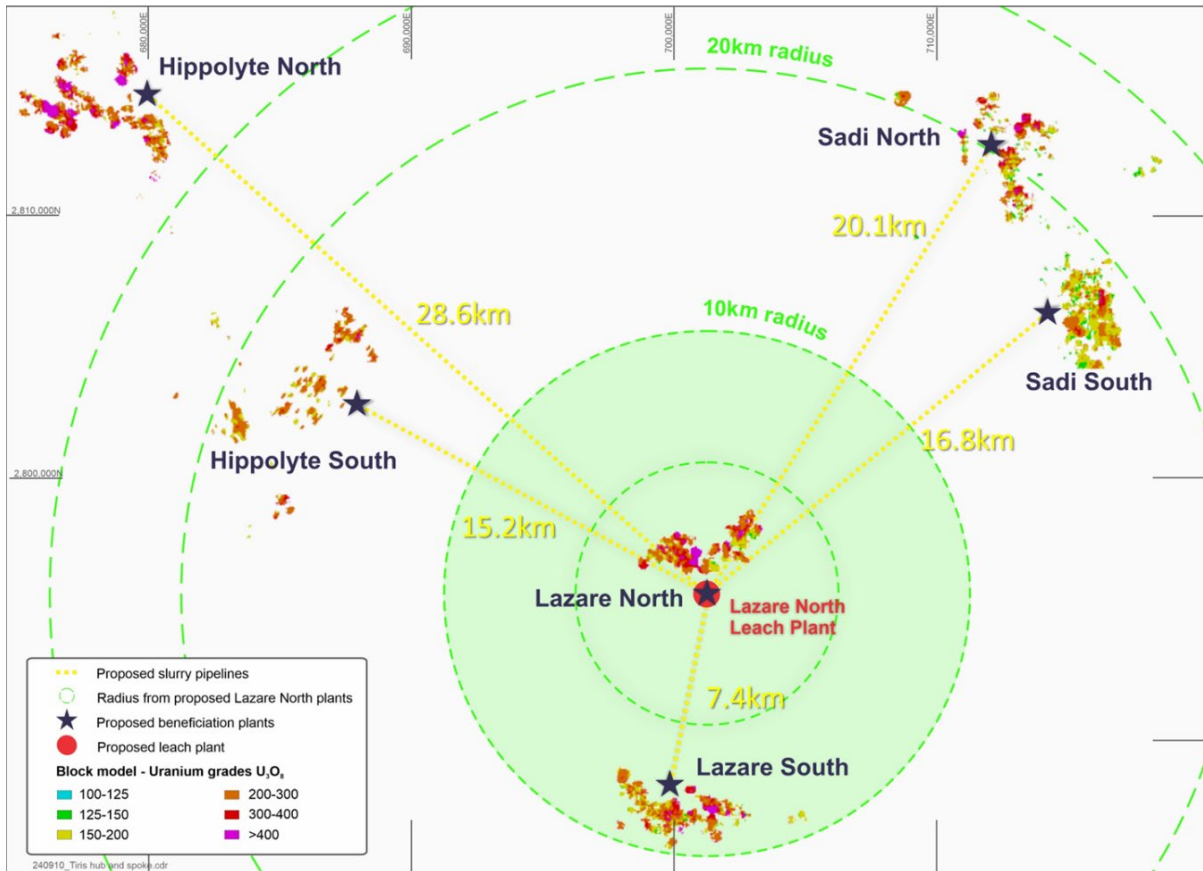 680,000E
690,000E
700,000E
710,000E
20km radius
Hippolyte North
Sadi North
2,810,000N
20.1km
28.6km
10km radius
Sadi South
16.8km
Hippolyte South
2,800,000N
15.2km
Lazare North
Lazare North
Leach Plant
7.4km
Lazare South
Proposed slurry pipelines
Radius from proposed Lazare North plants
Proposed beneficiation plants
Proposed leach plant
Block model - Uranium grades U₃O₈
100-125
200-300
125-150
300-400
150-200
>400
240910_Tiris hub and spoke.cdr